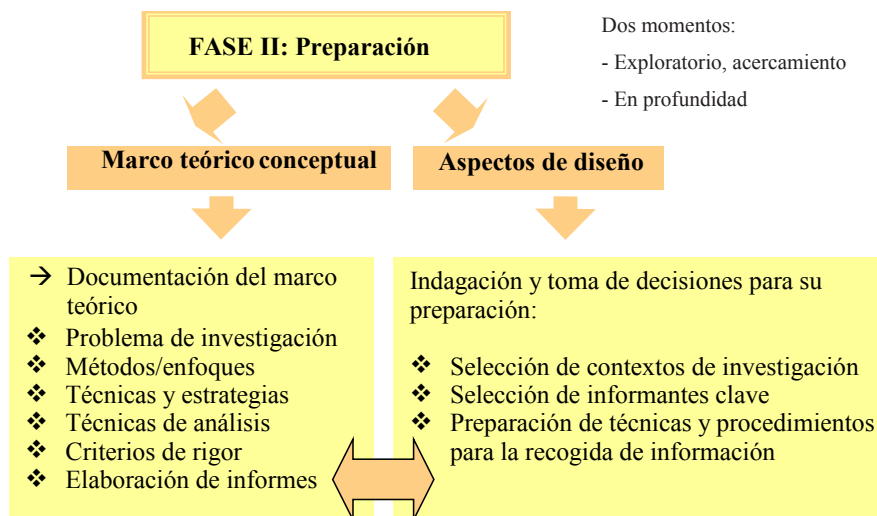 FASE II: Preparación
Dos momentos:
- Exploratorio, acercamiento
- En profundidad
Marco teórico conceptual
Aspectos de diseño
→ Documentación del marco
teórico
❖ Problema de investigación
❖ Métodos/enfoques
❖ Técnicas y estrategias
❖ Técnicas de análisis
❖ Criterios de rigor
❖ Elaboración de informes
Indagación y toma de decisiones para su
preparación:
❖ Selección de contextos de investigación
❖ Selección de informantes clave
❖ Preparación de técnicas y procedimientos
para la recogida de información